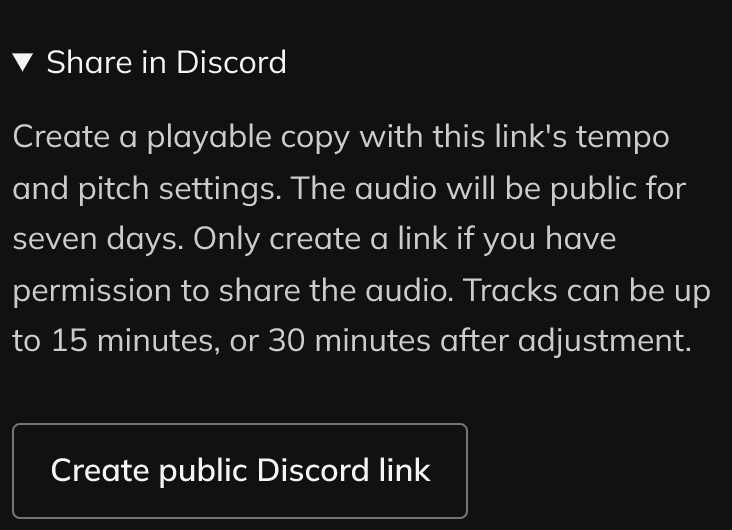 Share in Discord
Create a playable copy with this link's tempo
and pitch settings. The audio will be public for
seven days. Only create a link if you have
permission to share the audio. Tracks can be up
to 15 minutes, or 30 minutes after adjustment.
Create public Discord link